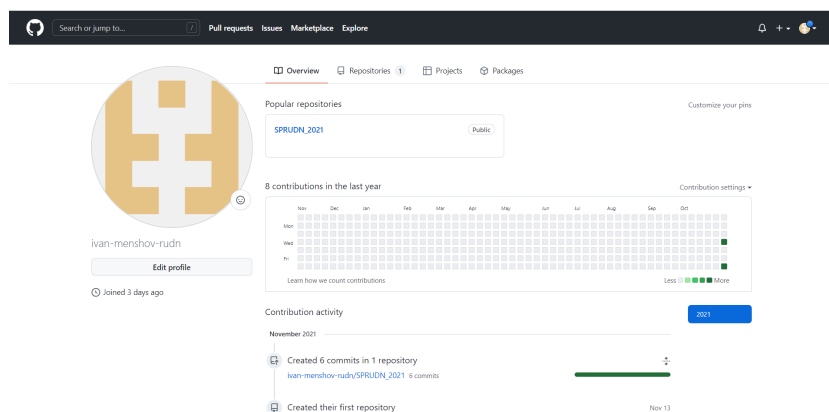 Search or jump to... /
Pull requests Issues Marketplace Explore
Overview Repositories 1 Projects Packages
Popular repositories Customize your pins
SPRUDN_2021 Public
8 contributions in the last year Contribution settings
Nov Dec Jan Feb Mar Apr May Jun Jul Aug Sep Oct
Mon
Wed
Fri
Learn how we count contributions Less More
ivan-menshov-rudn
Edit profile
Joined 3 days ago
Contribution activity 2021
November 2021
Created 6 commits in 1 repository
ivan-menshov-rudn/SPRUDN_2021 6 commits
Created their first repository Nov 13